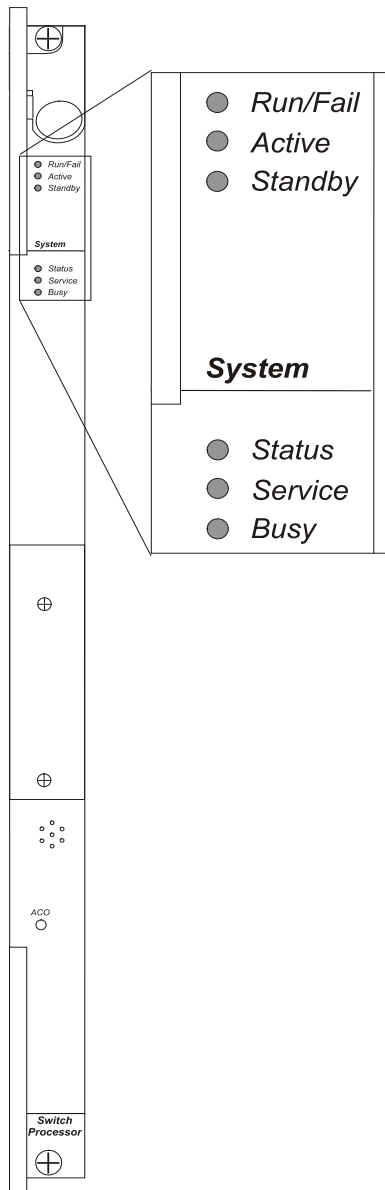 Run/Fail
Active
Standby
System
Status
Service
Busy
Run/Fail
Active
Standby
System
Status
Service
Busy
ACO
Switch
Processor